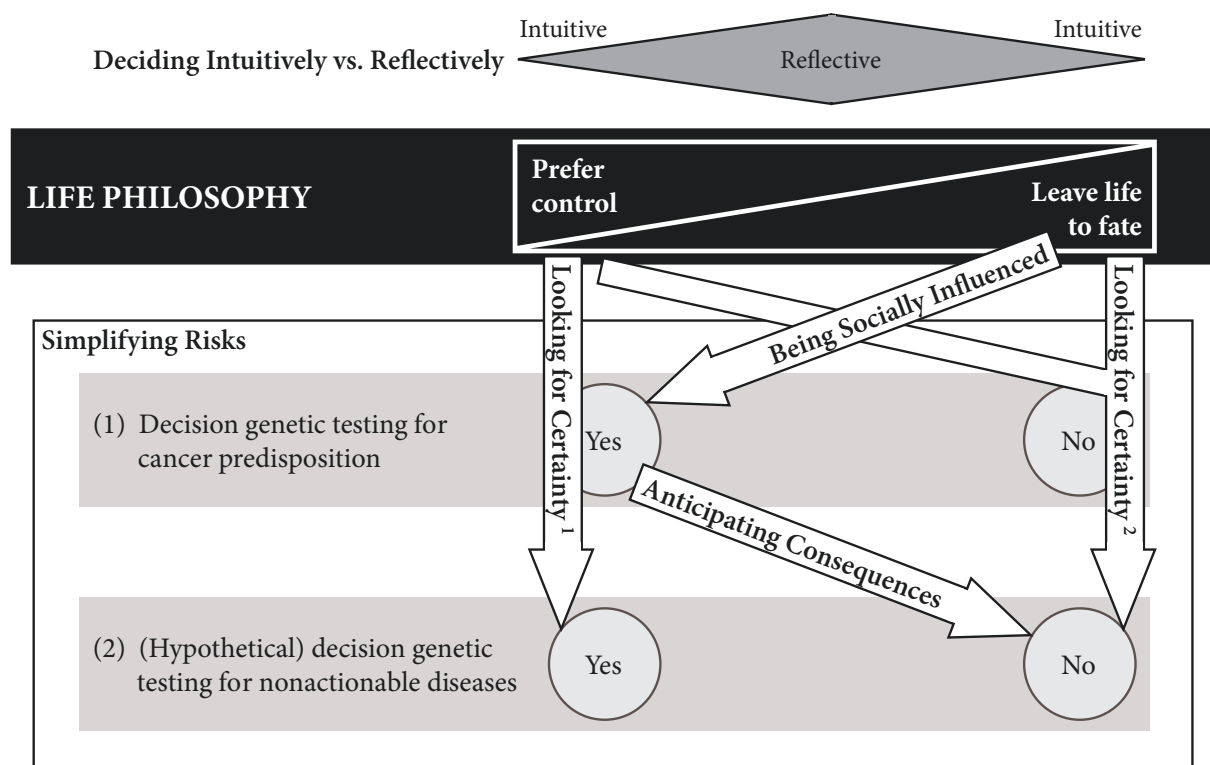 Intuitive
Intuitive
Deciding Intuitively vs. Reflectively
Reflective
LIFE PHILOSOPHY
Prefer
control
Leave life
to fate
Looking for Certainty 1
Being Socially Influenced
Looking for Certainty 2
Simplifying Risks
(1) Decision genetic testing for
cancer predisposition
Yes
No
Anticipating Consequences
(2) (Hypothetical) decision genetic
testing for nonactionable diseases
Yes
No